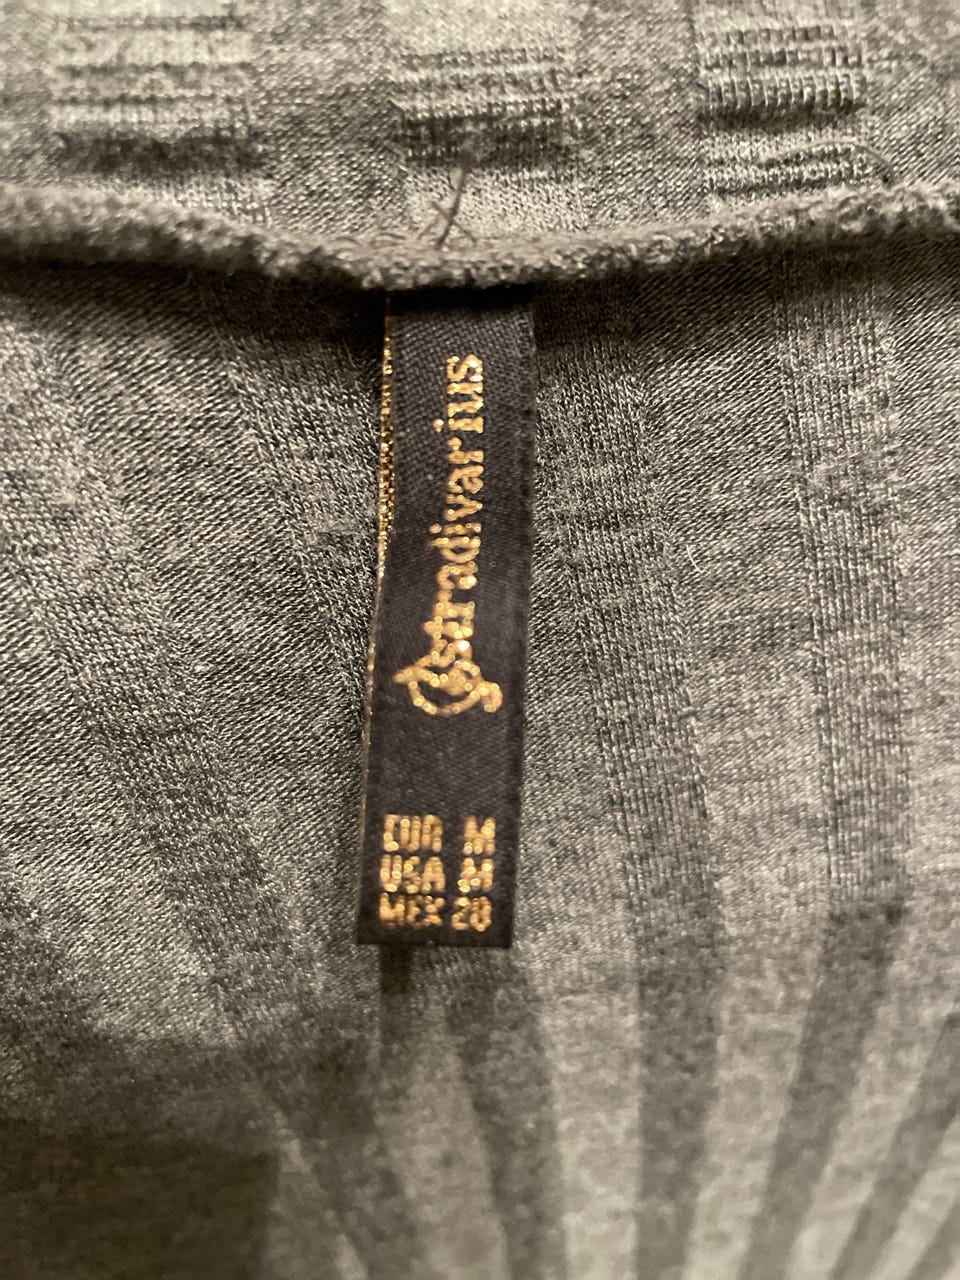 stradivarius
EUR M
USA M
MEX 28